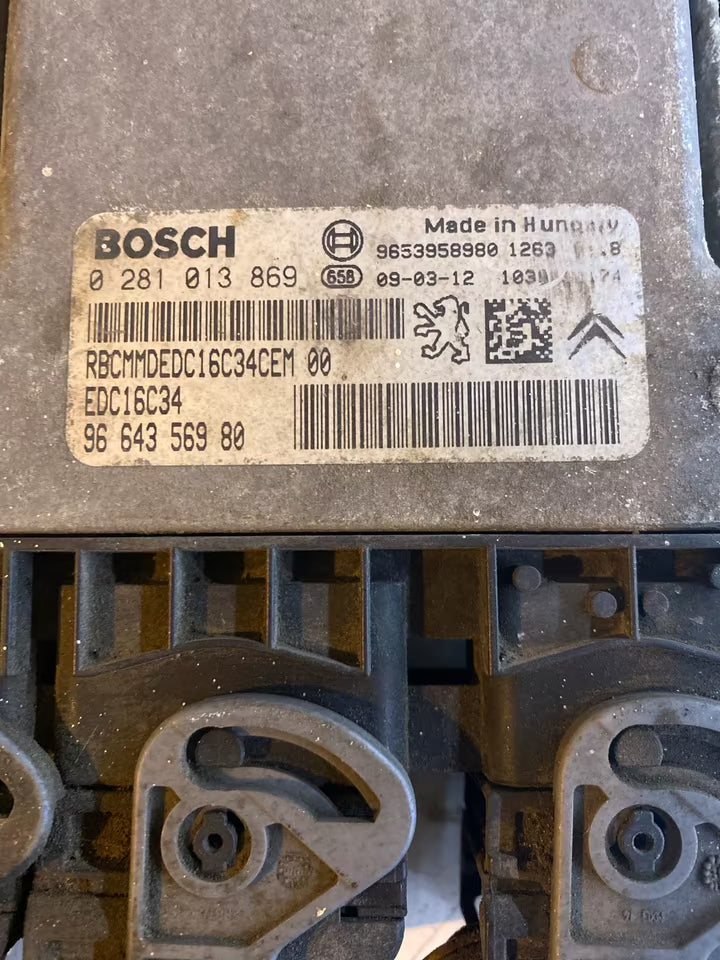 BOSCH
Made in Hungary
9653958980 1263
0 281 013 869
658 09-03-12
RBCMMDEDC16C34CEM 00
EDC16C34
96 643 569 80